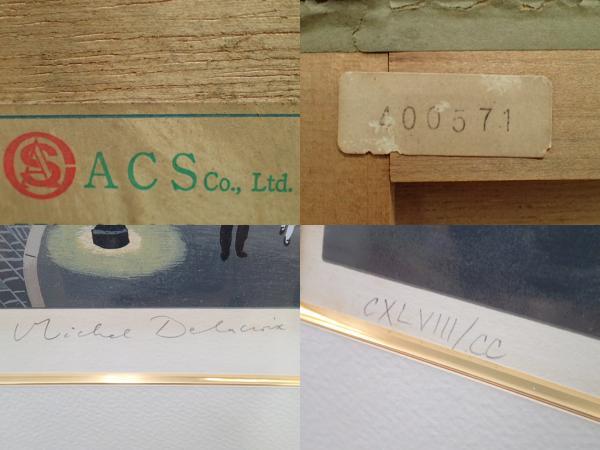 ACS Co., Ltd.
400571
Michel Delacroix
CXLVIII/CC